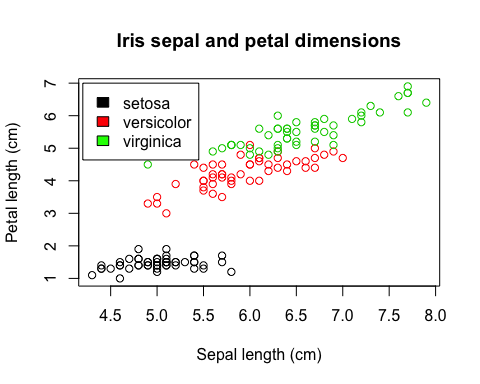 Iris sepal and petal dimensions
setosa
versicolor
virginica
Petal length (cm)
7
6
5
4
3
2
1
4.5 5.0 5.5 6.0 6.5 7.0 7.5 8.0
Sepal length (cm)